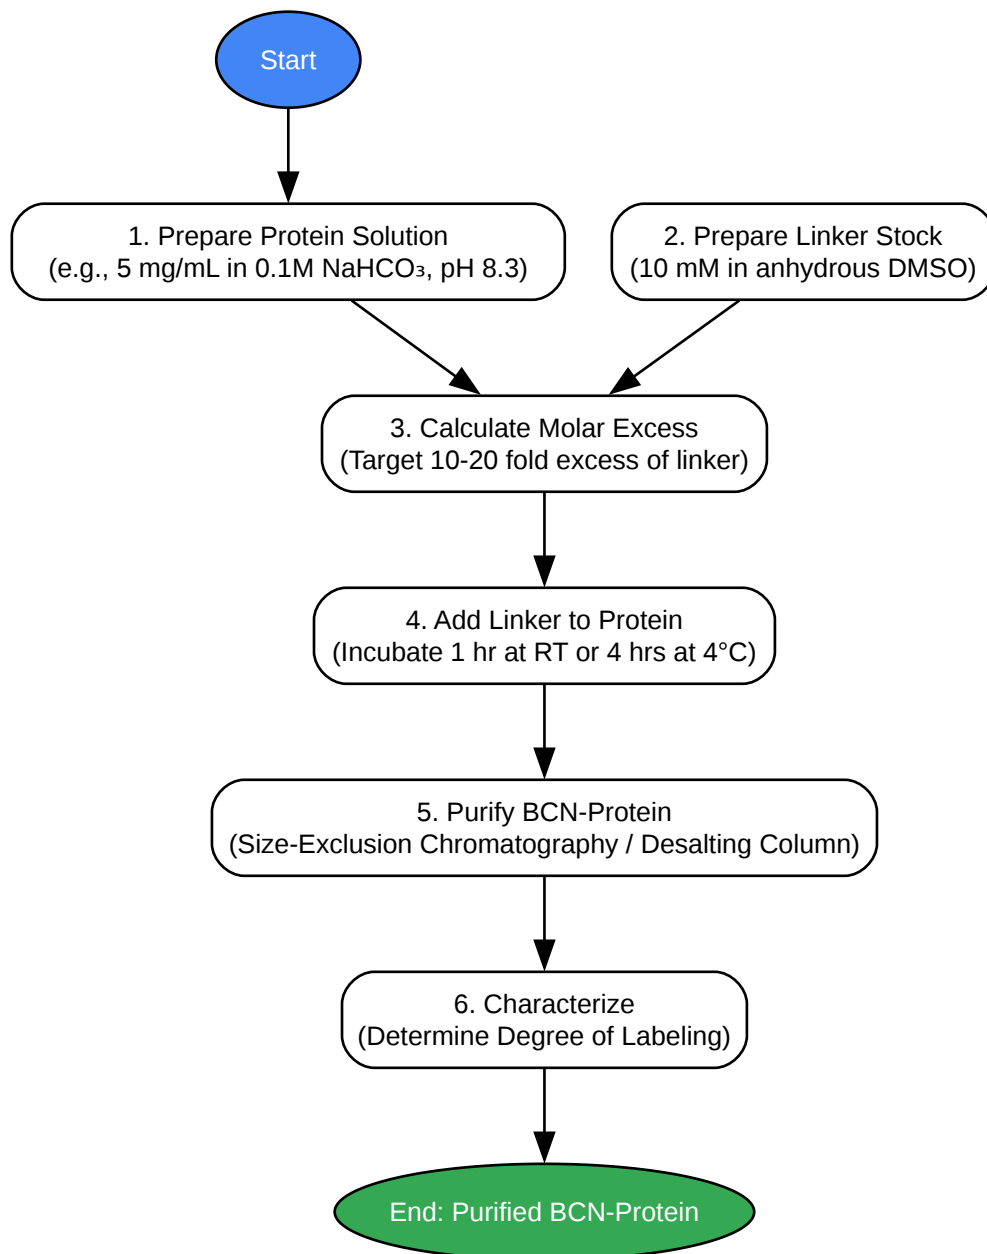 Start
1. Prepare Protein Solution
(e.g., 5 mg/mL in 0.1M NaHCO₃, pH 8.3)
2. Prepare Linker Stock
(10 mM in anhydrous DMSO)
3. Calculate Molar Excess
(Target 10-20 fold excess of linker)
4. Add Linker to Protein
(Incubate 1 hr at RT or 4 hrs at 4°C)
5. Purify BCN-Protein
(Size-Exclusion Chromatography / Desalting Column)
6. Characterize
(Determine Degree of Labeling)
End: Purified BCN-Protein